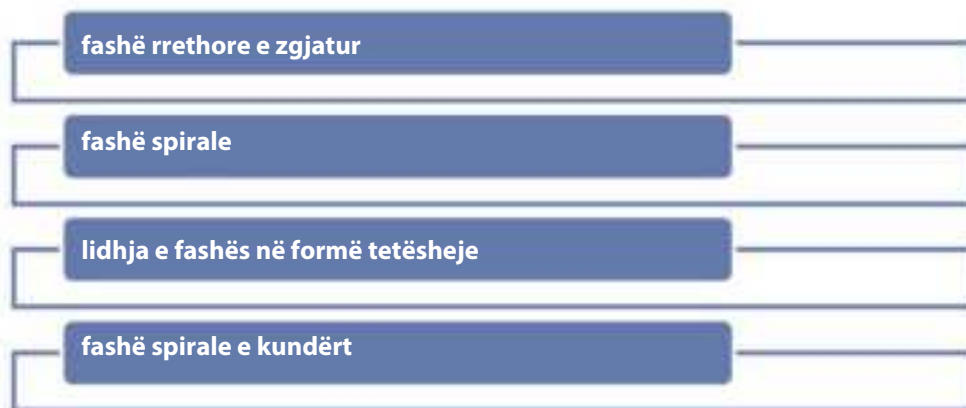 fashë rrethore e zgjatur
fashë spirale
lidhja e fashës në formë tetësheje
fashë spirale e kundërt